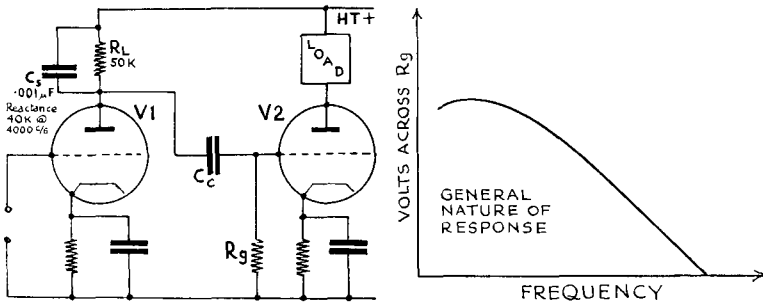 HT+
LOAD
RL
50K
Cs
.001µF
Reactance
40K @
4000 c/s
V1
V2
Cc
Rg
VOLTS ACROSS Rg
GENERAL
NATURE OF
RESPONSE
FREQUENCY